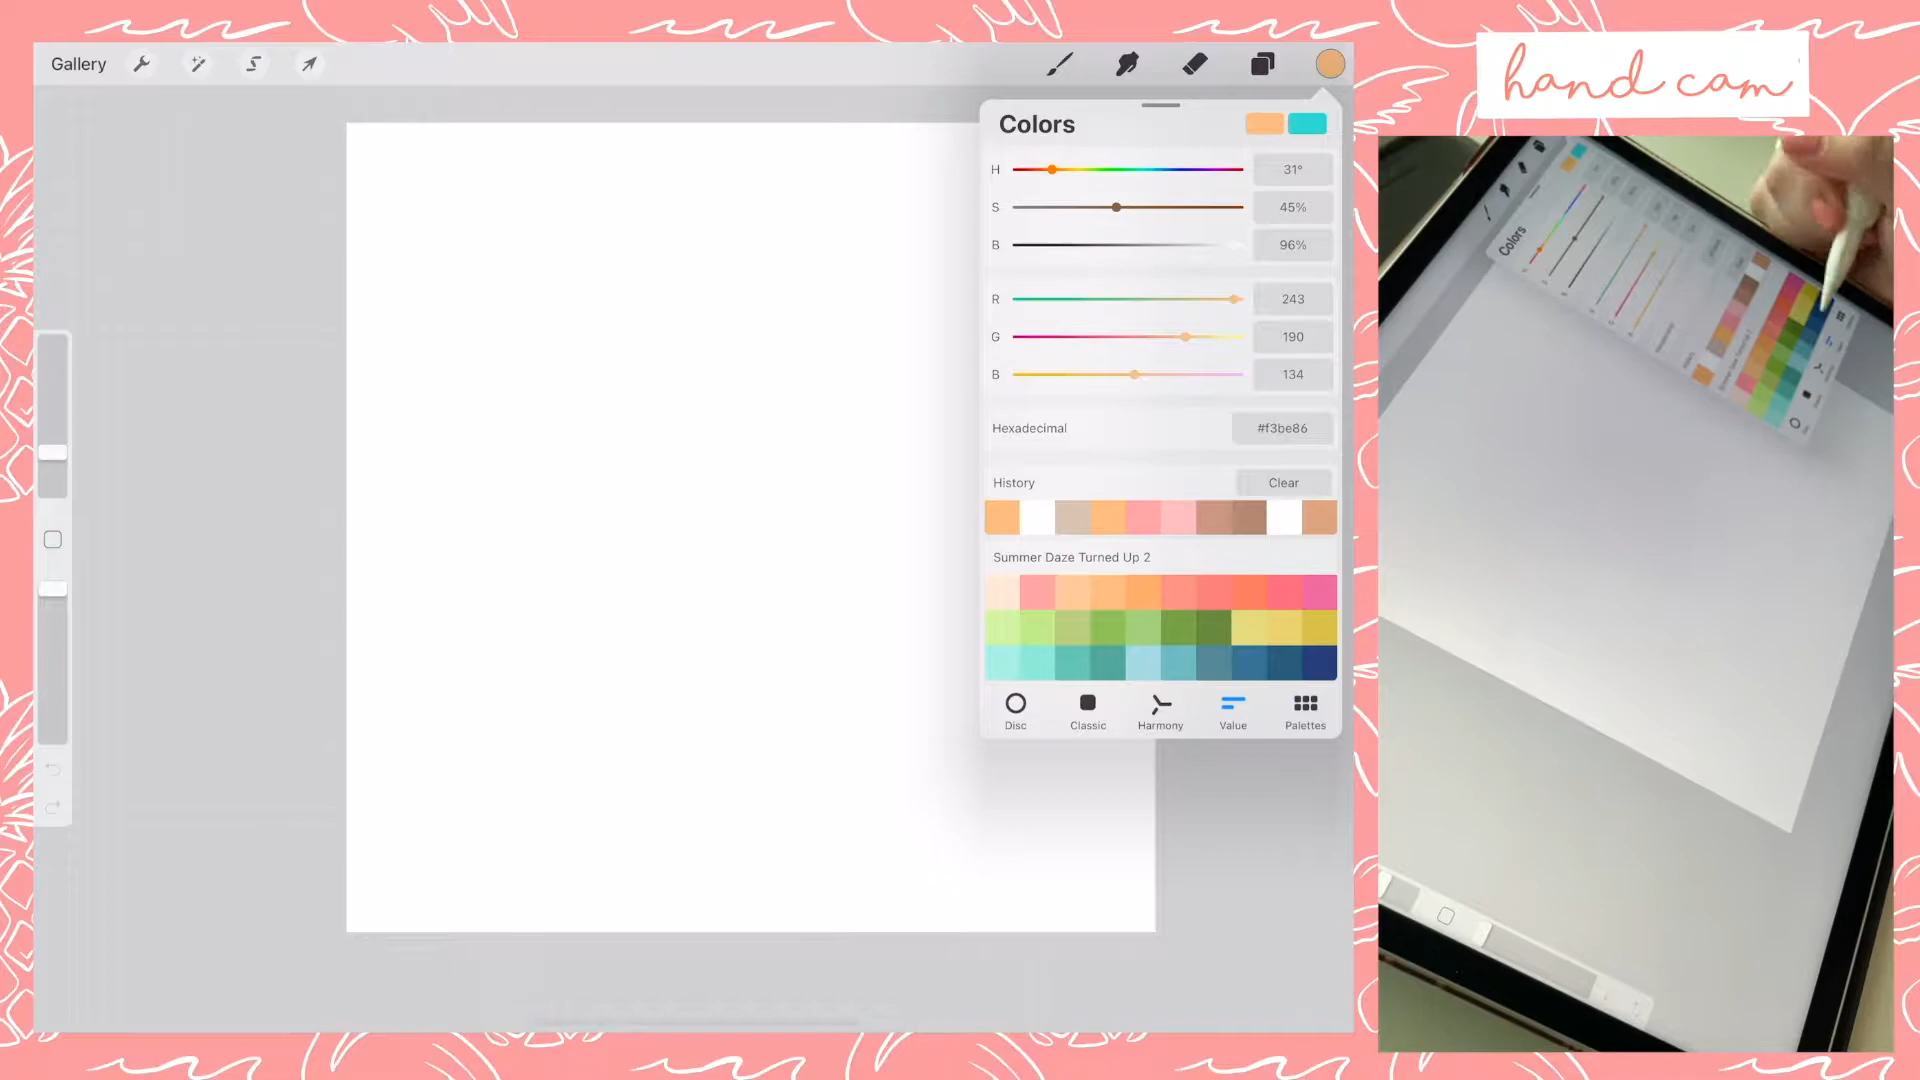 Gallery
hand cam
Colors
H 31°
S 45%
B 96%
R 243
G 190
B 134
Hexadecimal #f3be86
History Clear
Summer Daze Turned Up 2
Disc Classic Harmony Value Palettes
Colors